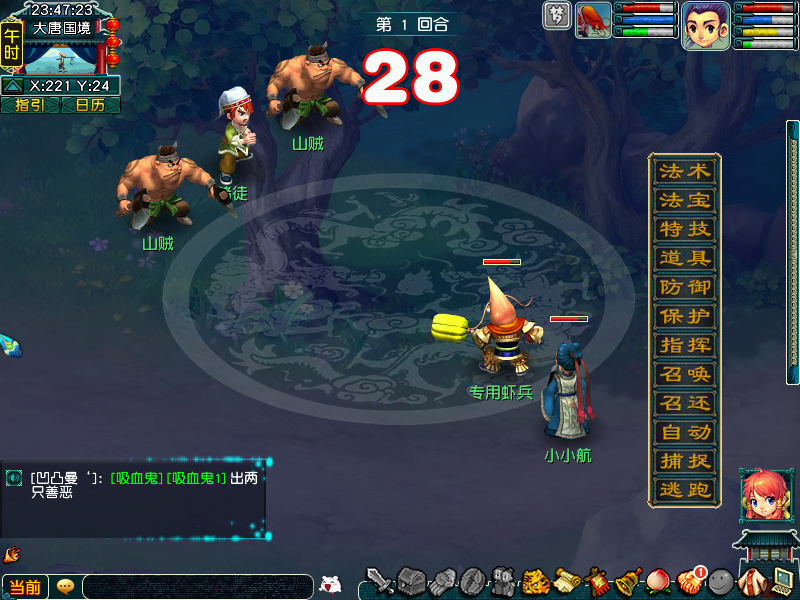 23:47:23
大唐国境
午时
X:221 Y:24
指引
日历
第 1 回合
28
梦
山贼
赌徒
山贼
专用虾兵
小小航
法术
法宝
特技
道具
防御
保护
指挥
召唤
召还
自动
捕捉
逃跑
[凹凸曼‘]: [吸血鬼][吸血鬼1] 出两
只善恶
当前
1